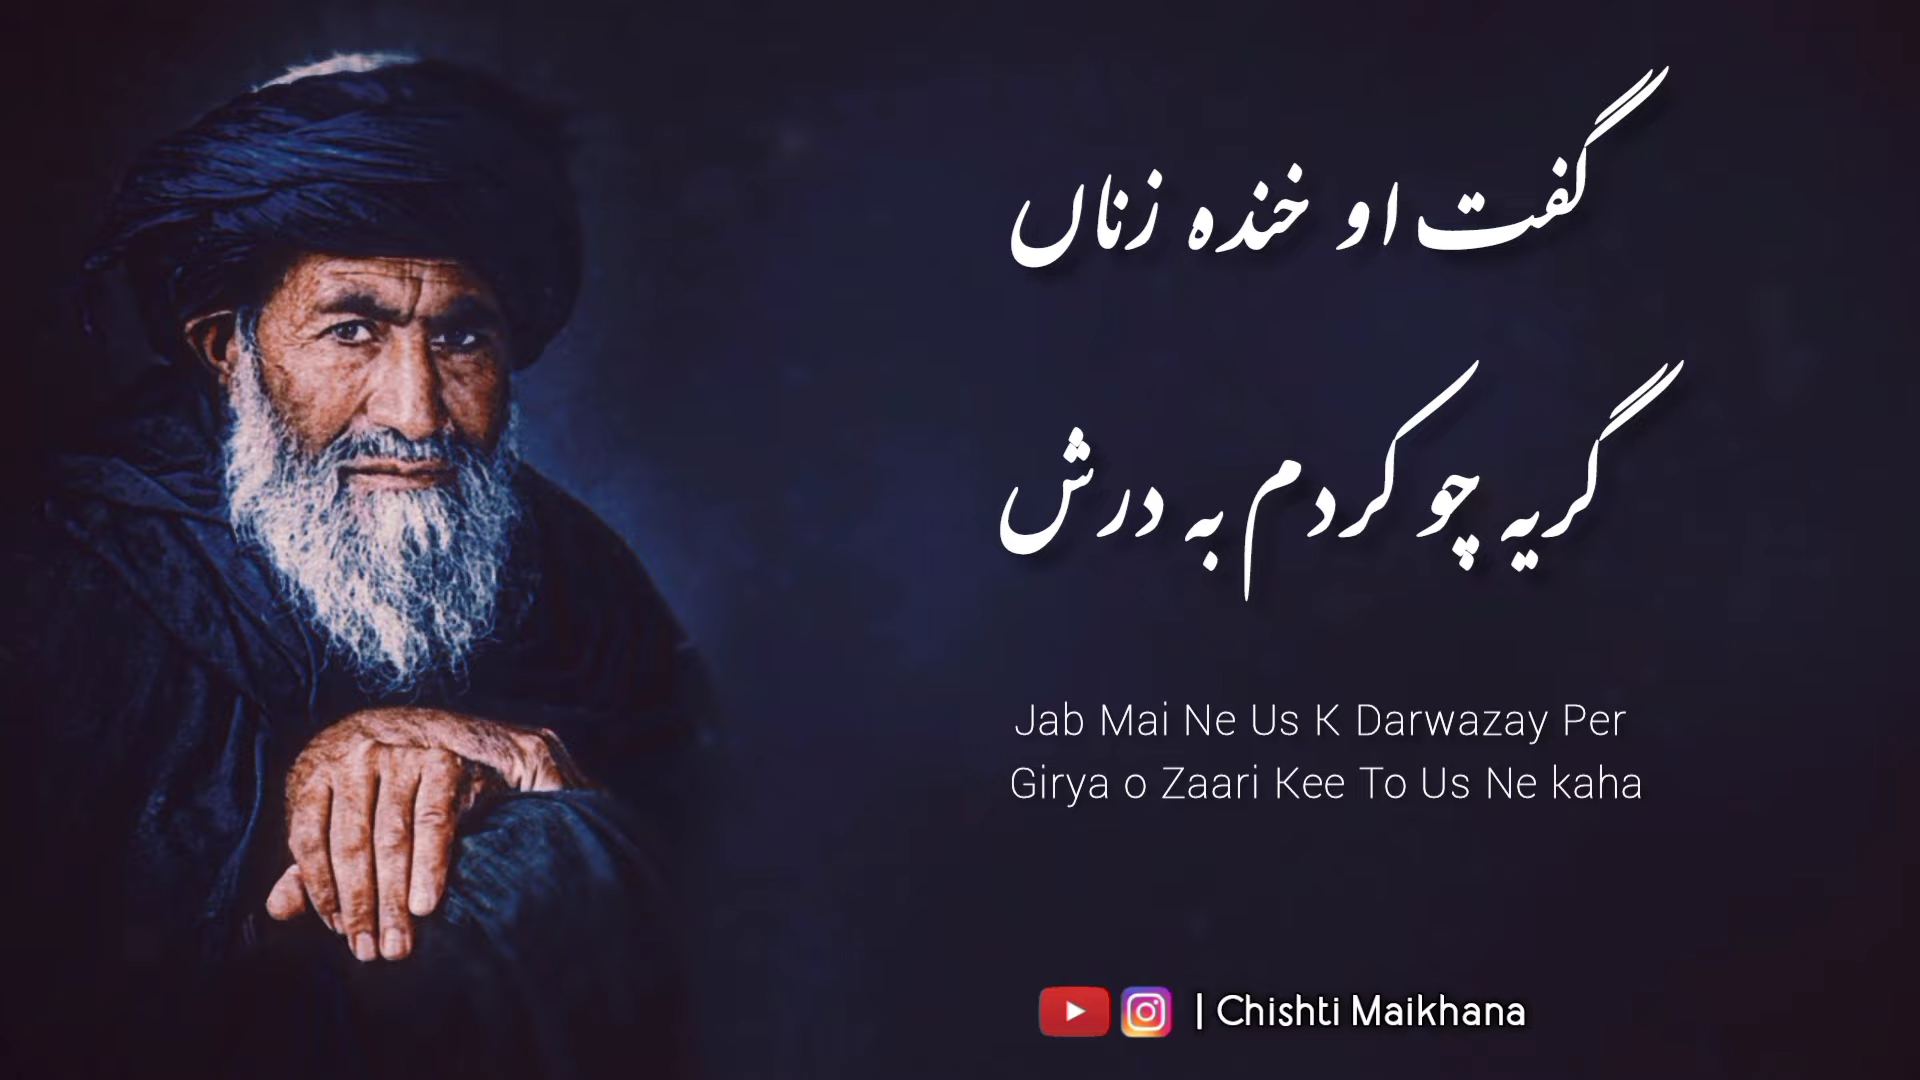 گفت او خندہ زناں
گریہ چو کردم بہ درش
Jab Mai Ne Us K Darwazay Per
Girya o Zaari Kee To Us Ne kaha
| Chishti Maikhana